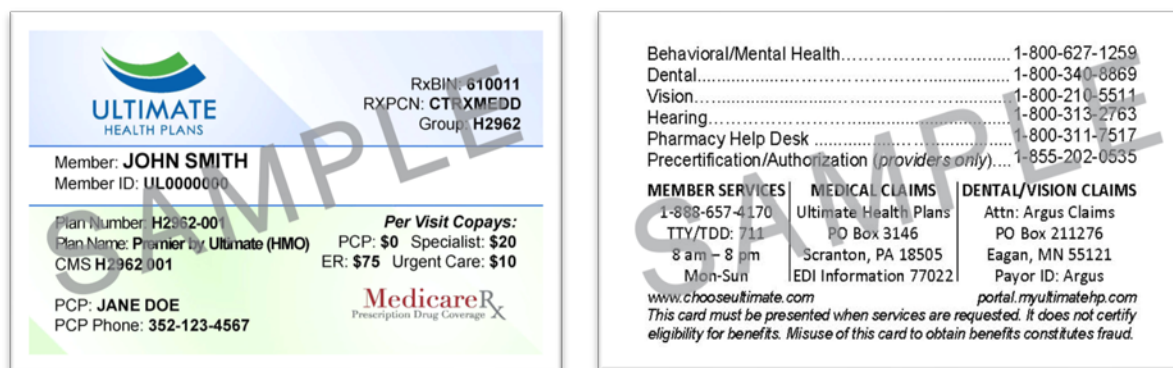 ULTIMATE
HEALTH PLANS
RxBIN: 610011
RXPCN: CTRXMEDD
Group: H2962
Member: JOHN SMITH
Member ID: UL0000000
Plan Number: H2962-001
Plan Name: Premier by Ultimate (HMO)
CMS H2962 001
Per Visit Copays:
PCP: $0 Specialist: $20
ER: $75 Urgent Care: $10
PCP: JANE DOE
PCP Phone: 352-123-4567
MedicareRx
Prescription Drug Coverage
SAMPLE
Behavioral/Mental Health........................ 1-800-627-1259
Dental........................................................ 1-800-340-8869
Vision........................................................ 1-800-210-5511
Hearing...................................................... 1-800-313-2763
Pharmacy Help Desk ................................ 1-800-311-7517
Precertification/Authorization (providers only).... 1-855-202-0535
MEMBER SERVICES
1-888-657-4170
TTY/TDD: 711
8 am – 8 pm
Mon-Sun
MEDICAL CLAIMS
Ultimate Health Plans
PO Box 3146
Scranton, PA 18505
EDI Information 77022
DENTAL/VISION CLAIMS
Attn: Argus Claims
PO Box 211276
Eagan, MN 55121
Payor ID: Argus
www.chooseultimate.com portal.myultimatehp.com
This card must be presented when services are requested. It does not certify
eligibility for benefits. Misuse of this card to obtain benefits constitutes fraud.
SAMPLE